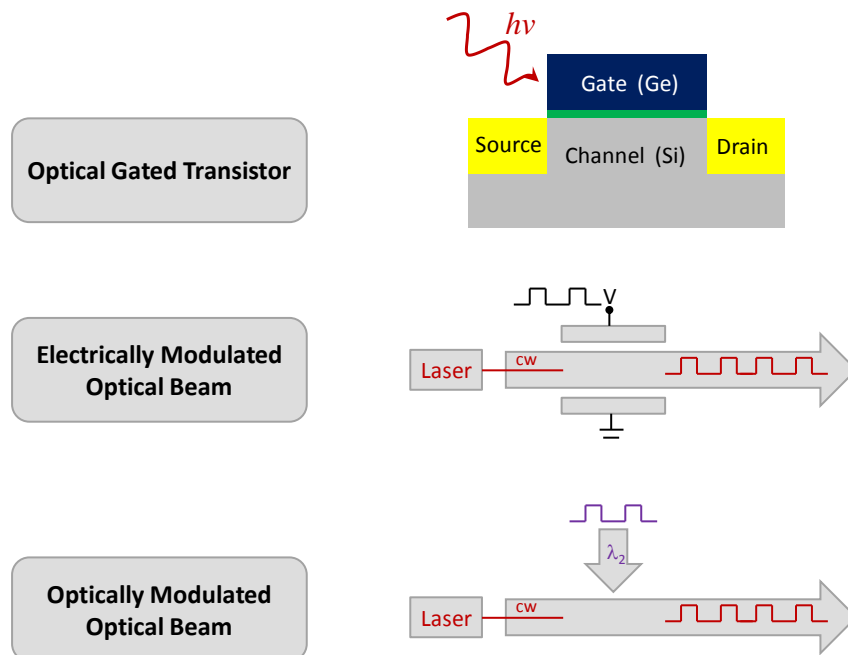 hν
Gate (Ge)
Source
Channel (Si)
Drain
Optical Gated Transistor
V
Electrically Modulated
Optical Beam
Laser
cw
λ₂
Optically Modulated
Optical Beam
Laser
cw